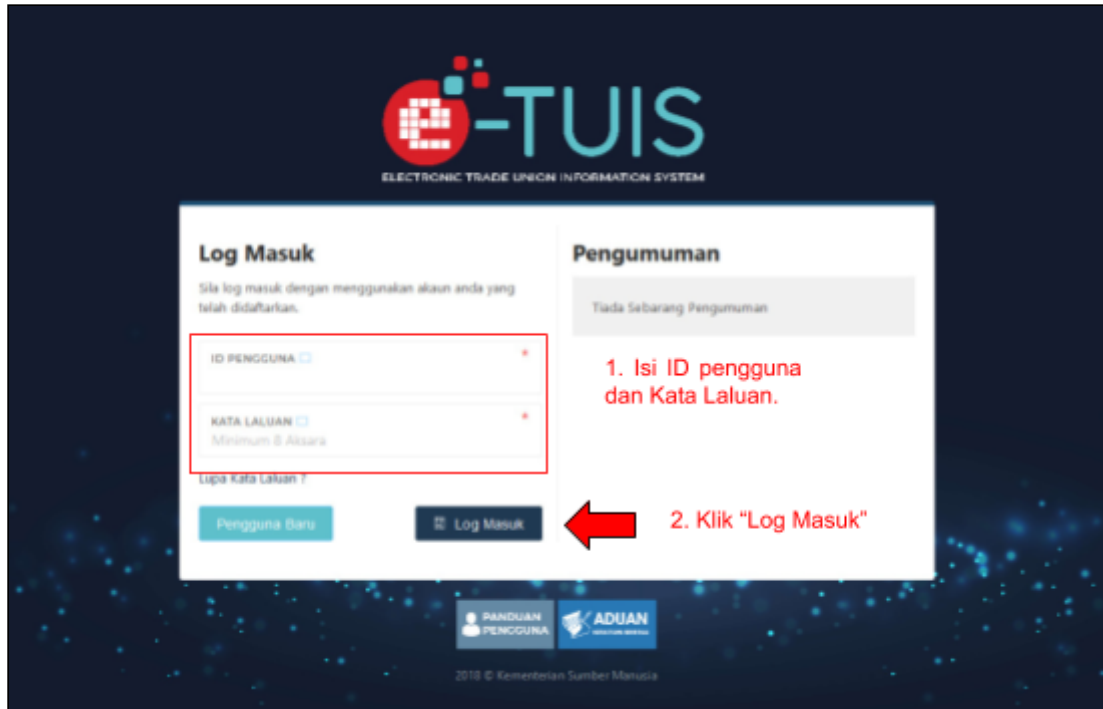 e-TUIS
ELECTRONIC TRADE UNION INFORMATION SYSTEM
Log Masuk
Sila log masuk dengan menggunakan akaun anda yang
telah didaftarkan.
ID PENGGUNA *
KATA LALUAN *
Minimum 8 Aksara
Lupa Kata Laluan ?
Pengguna Baru
Log Masuk
Pengumuman
Tiada Sebarang Pengumuman
1. Isi ID pengguna
dan Kata Laluan.
2. Klik “Log Masuk”
PANDUAN
PENGGUNA
ADUAN
2018 © Kementerian Sumber Manusia